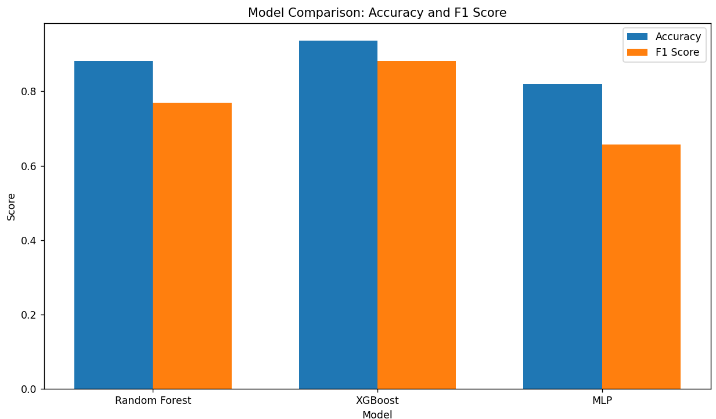 Model Comparison: Accuracy and F1 Score
Accuracy
F1 Score
0.8
0.6
0.4
0.2
0.0
Score
Random Forest
XGBoost
MLP
Model